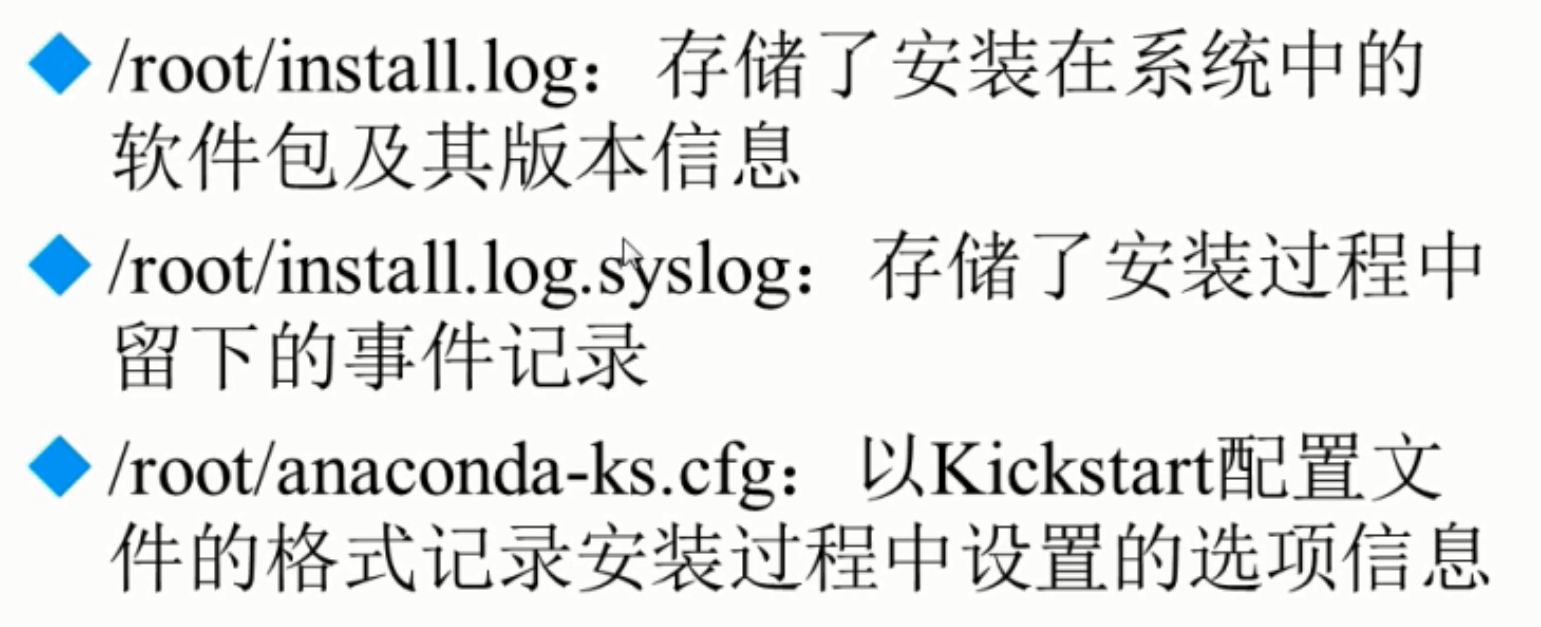 /root/install.log：存储了安装在系统中的
软件包及其版本信息
/root/install.log.syslog：存储了安装过程中
留下的事件记录
/root/anaconda-ks.cfg：以Kickstart配置文
件的格式记录安装过程中设置的选项信息